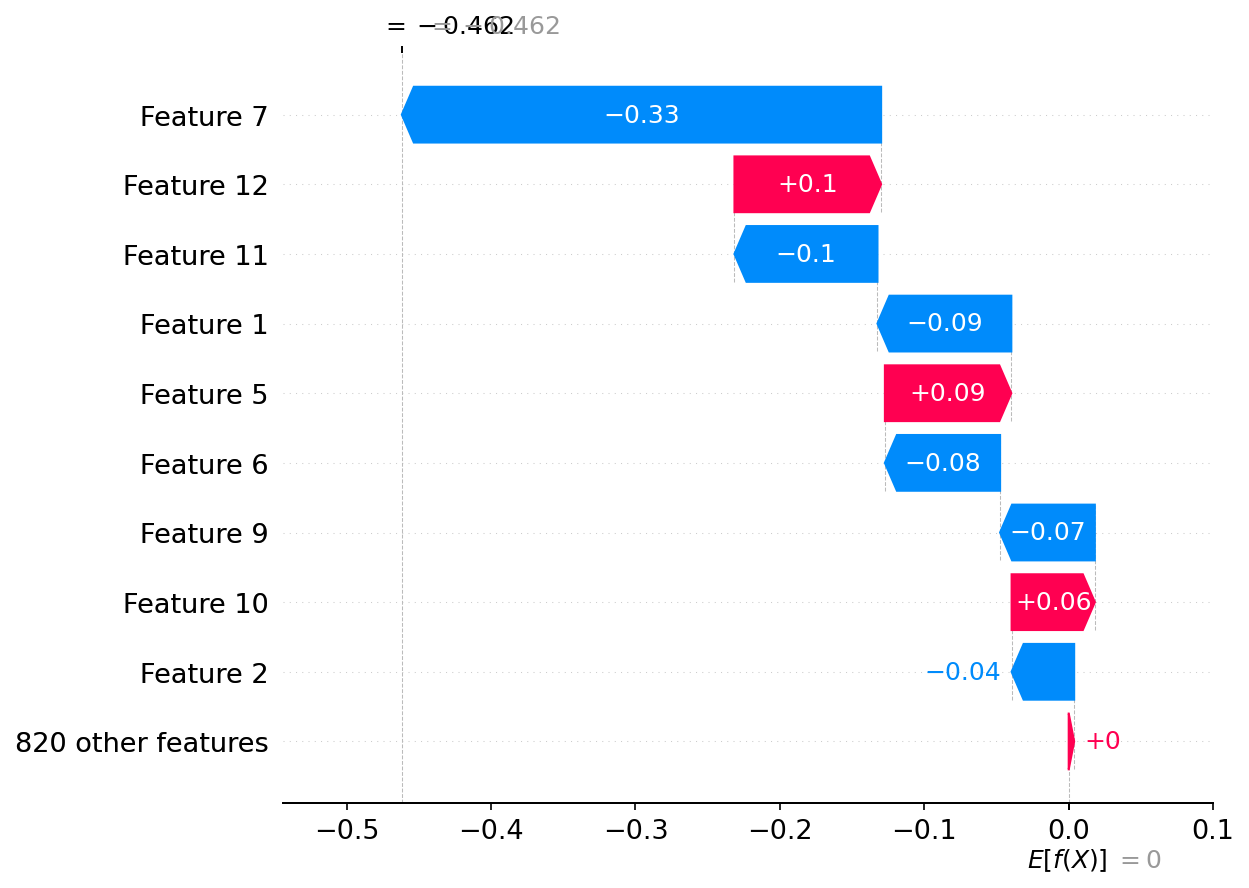 = −0.462 = −0.462
Feature 7 −0.33
Feature 12 +0.1
Feature 11 −0.1
Feature 1 −0.09
Feature 5 +0.09
Feature 6 −0.08
Feature 9 −0.07
Feature 10 +0.06
Feature 2 −0.04
820 other features +0
−0.5 −0.4 −0.3 −0.2 −0.1 0.0 0.1
E[f(X)] = 0